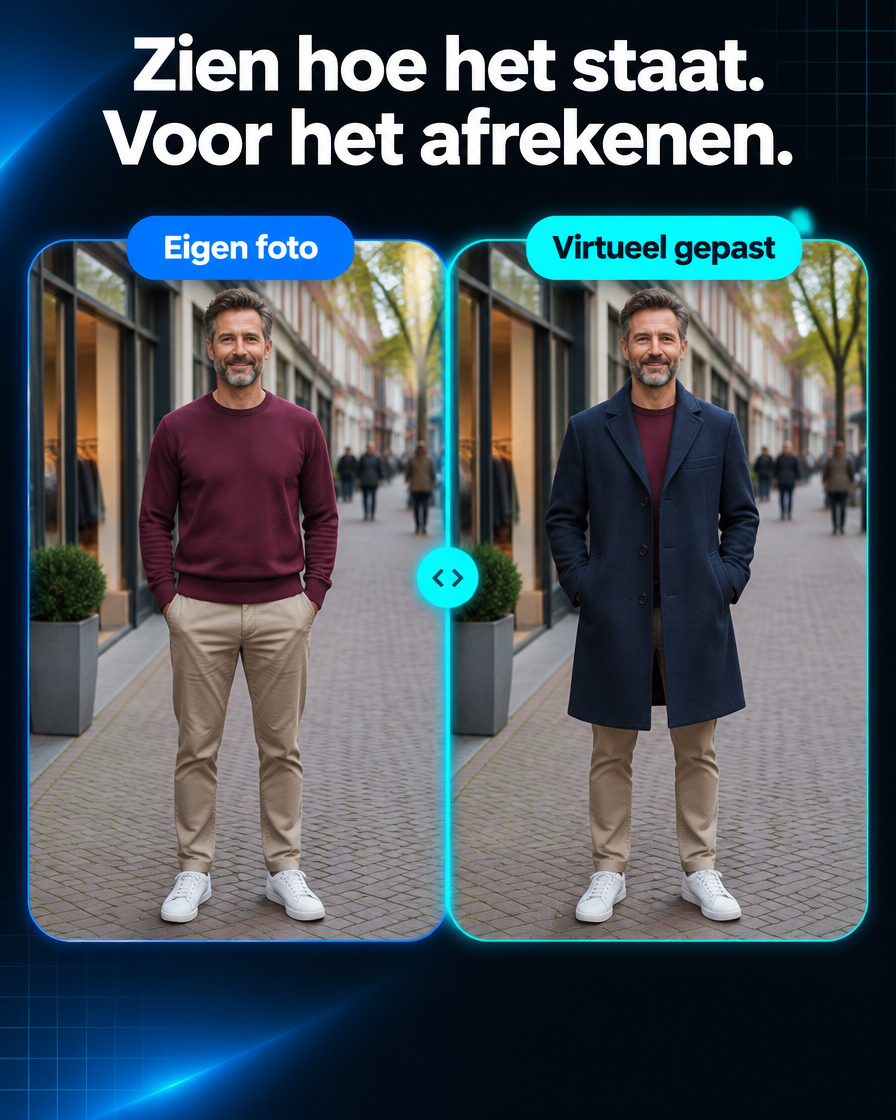 Zien hoe het staat.
Voor het afrekenen.
Eigen foto
Virtueel gepast